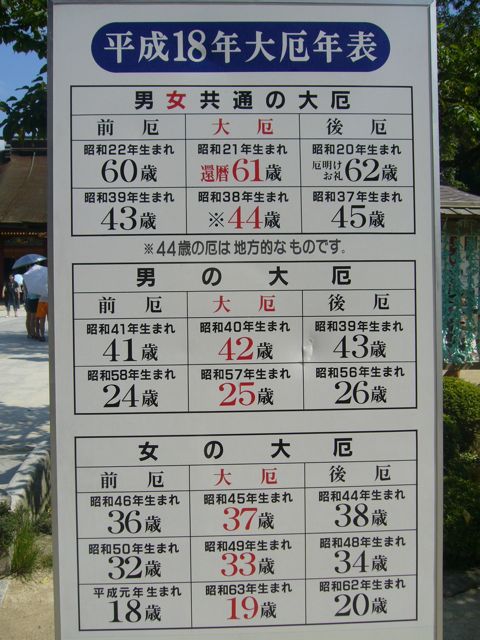 平成18年大厄年表
男女共通の大厄
前厄 大厄 後厄
昭和22年生まれ 昭和21年生まれ 昭和20年生まれ
60歳 還暦61歳 厄明けお礼62歳
昭和39年生まれ 昭和38年生まれ 昭和37年生まれ
43歳 ※44歳 45歳
※44歳の厄は地方的なものです。
男の大厄
前厄 大厄 後厄
昭和41年生まれ 昭和40年生まれ 昭和39年生まれ
41歳 42歳 43歳
昭和58年生まれ 昭和57年生まれ 昭和56年生まれ
24歳 25歳 26歳
女の大厄
前厄 大厄 後厄
昭和46年生まれ 昭和45年生まれ 昭和44年生まれ
36歳 37歳 38歳
昭和50年生まれ 昭和49年生まれ 昭和48年生まれ
32歳 33歳 34歳
平成元年生まれ 昭和63年生まれ 昭和62年生まれ
18歳 19歳 20歳